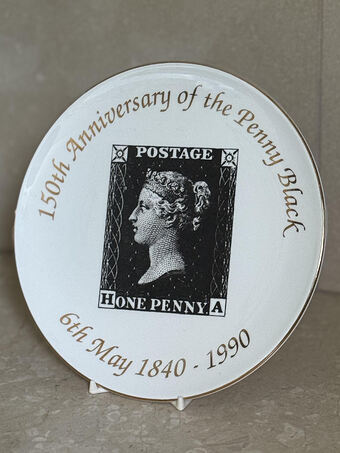 150th Anniversary of the Penny Black
POSTAGE
H ONE PENNY A
6th May 1840 - 1990